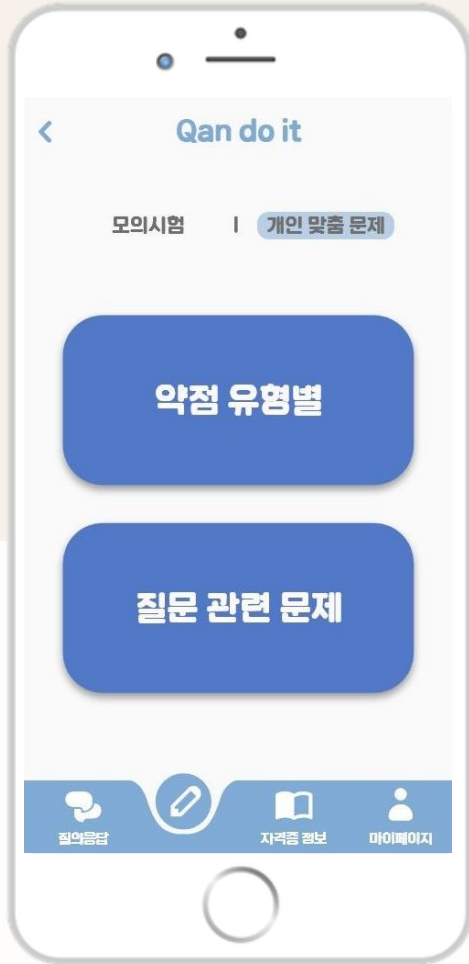 Qan do it
모의시험 | 개인 맞춤 문제
약점 유형별
질문 관련 문제
질의응답
자격증 정보
마이페이지